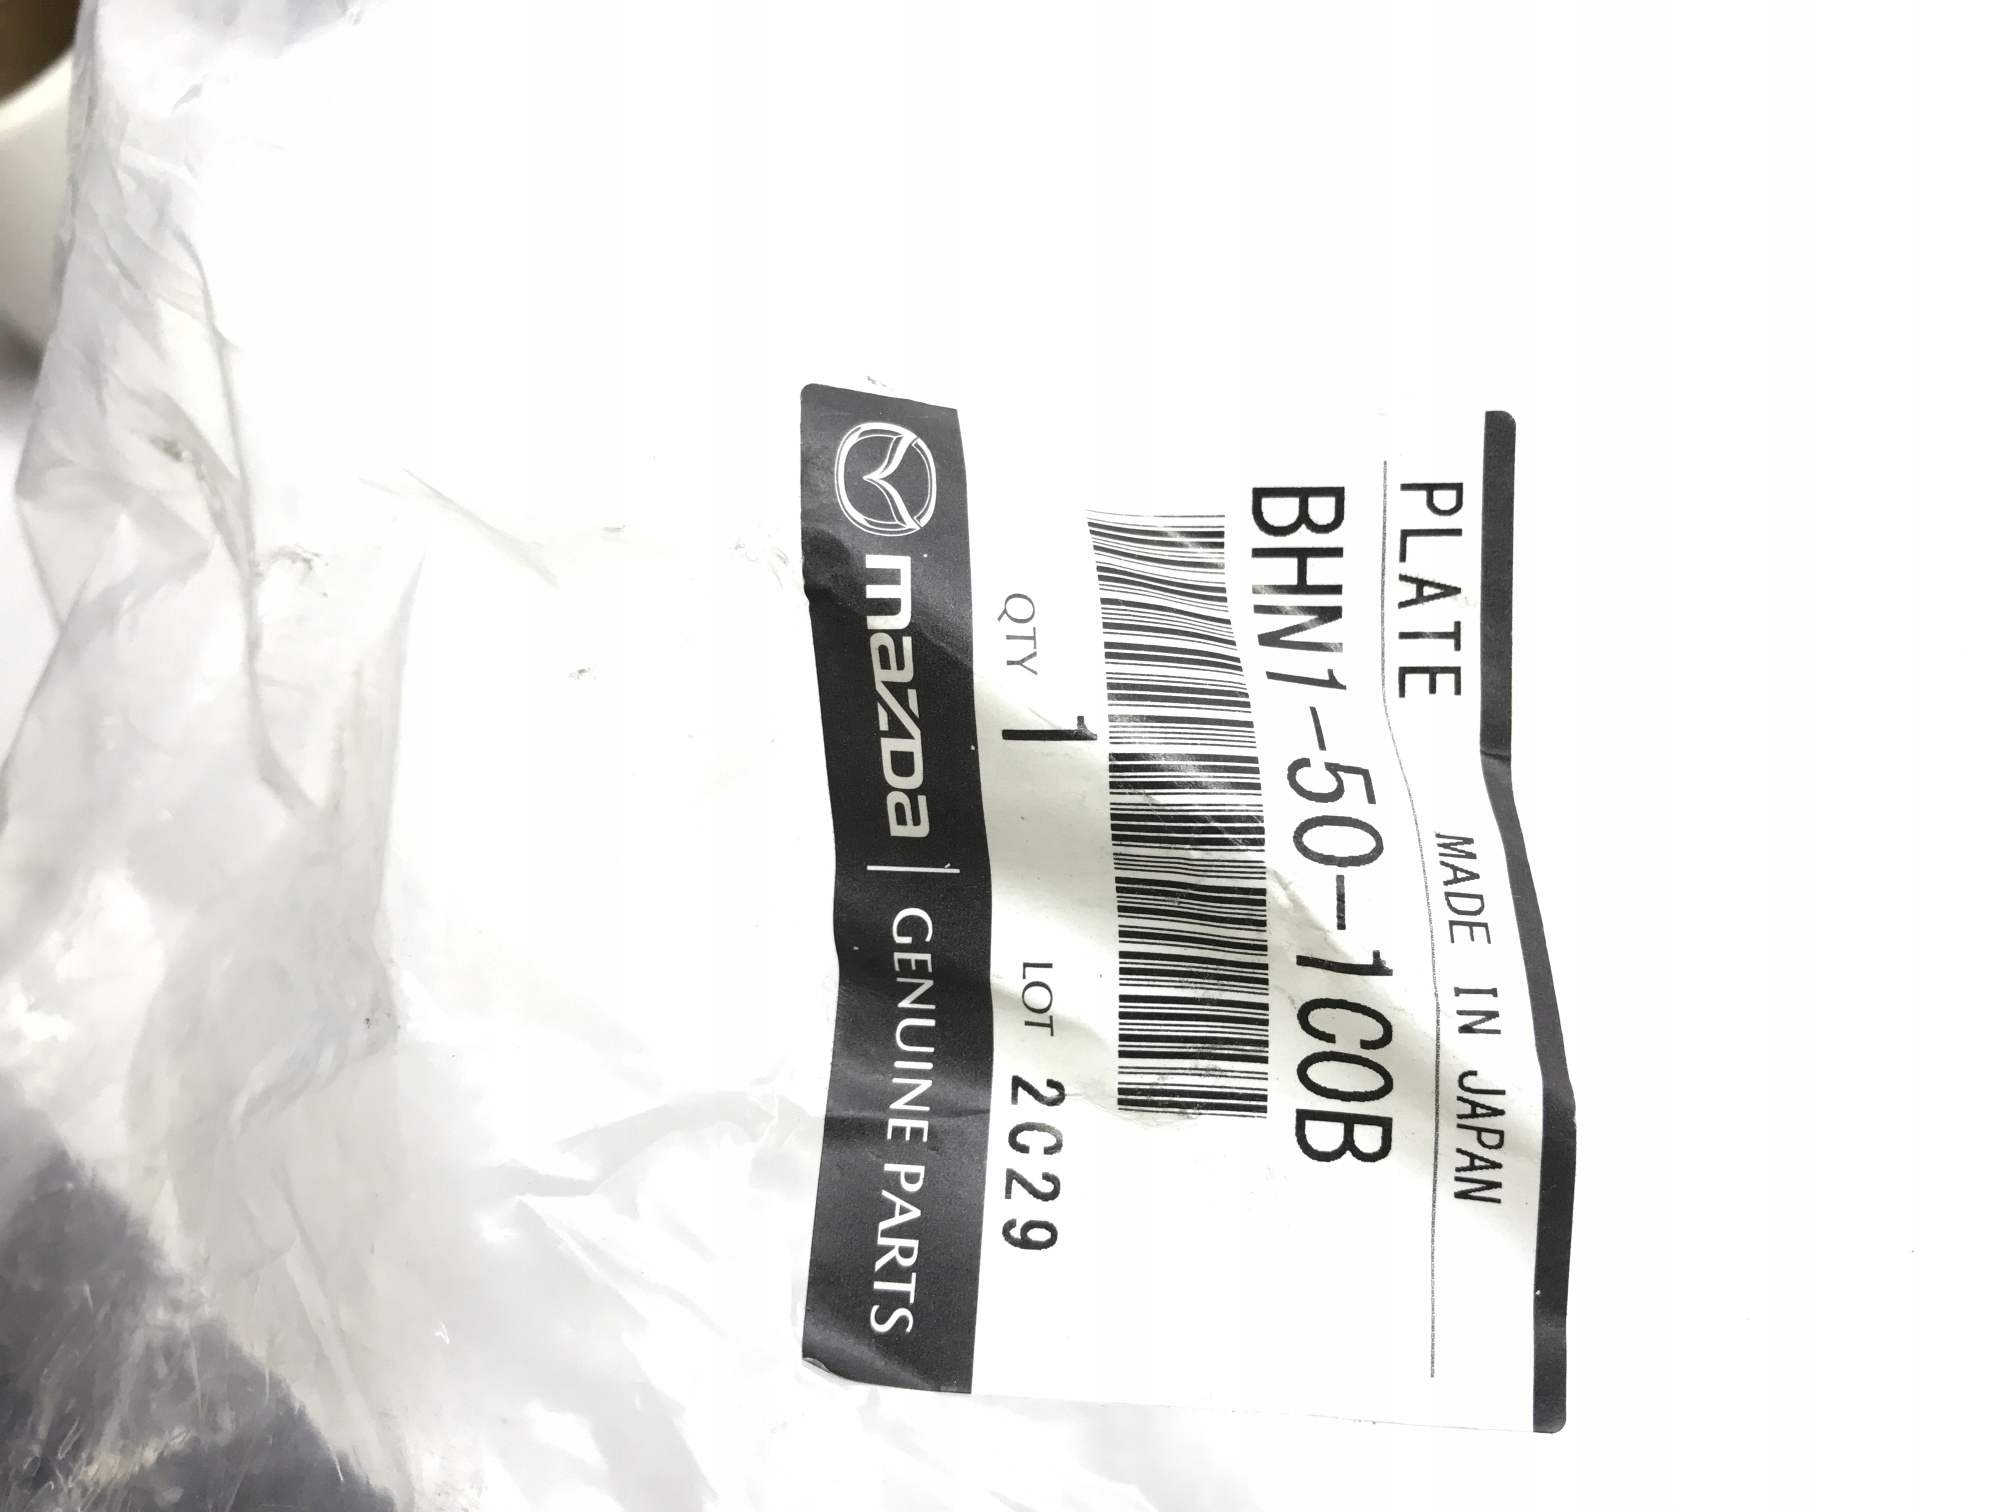 PLATE MADE IN JAPAN
BHN1-50-1C0B
QTY 1 LOT 2C29
mazda | GENUINE PARTS